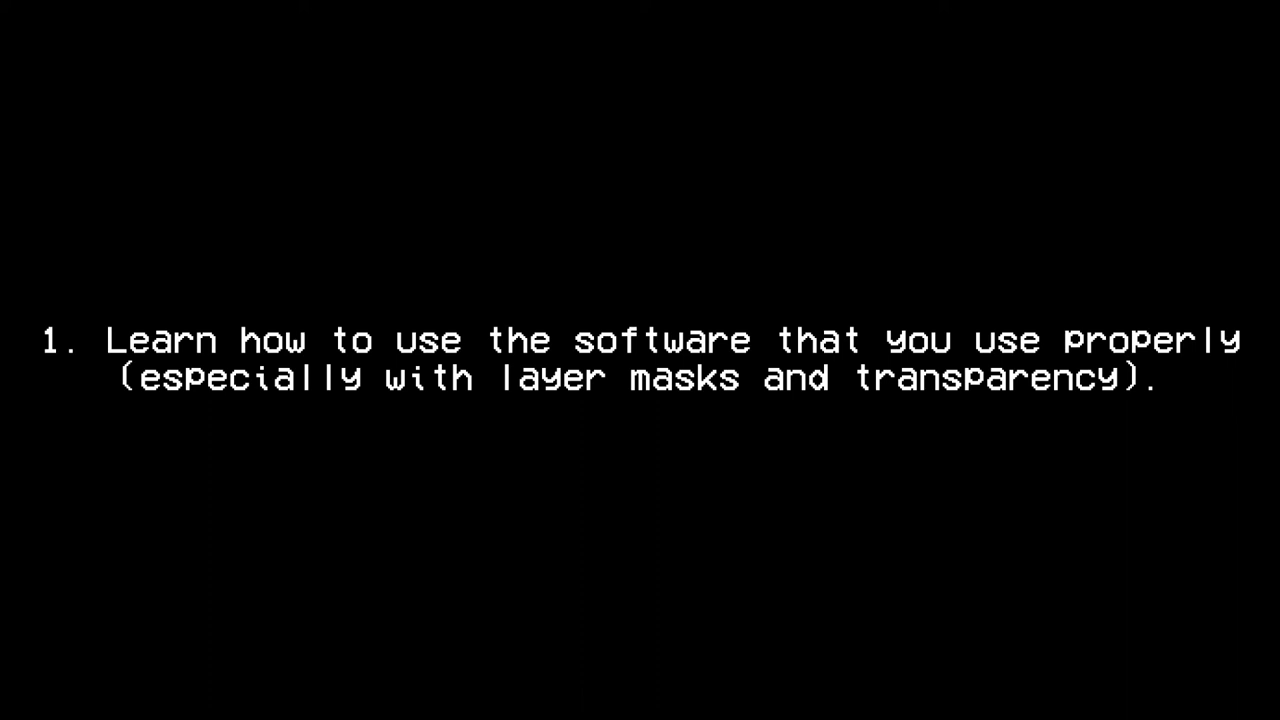 1. Learn how to use the software that you use properly
(especially with layer masks and transparency).